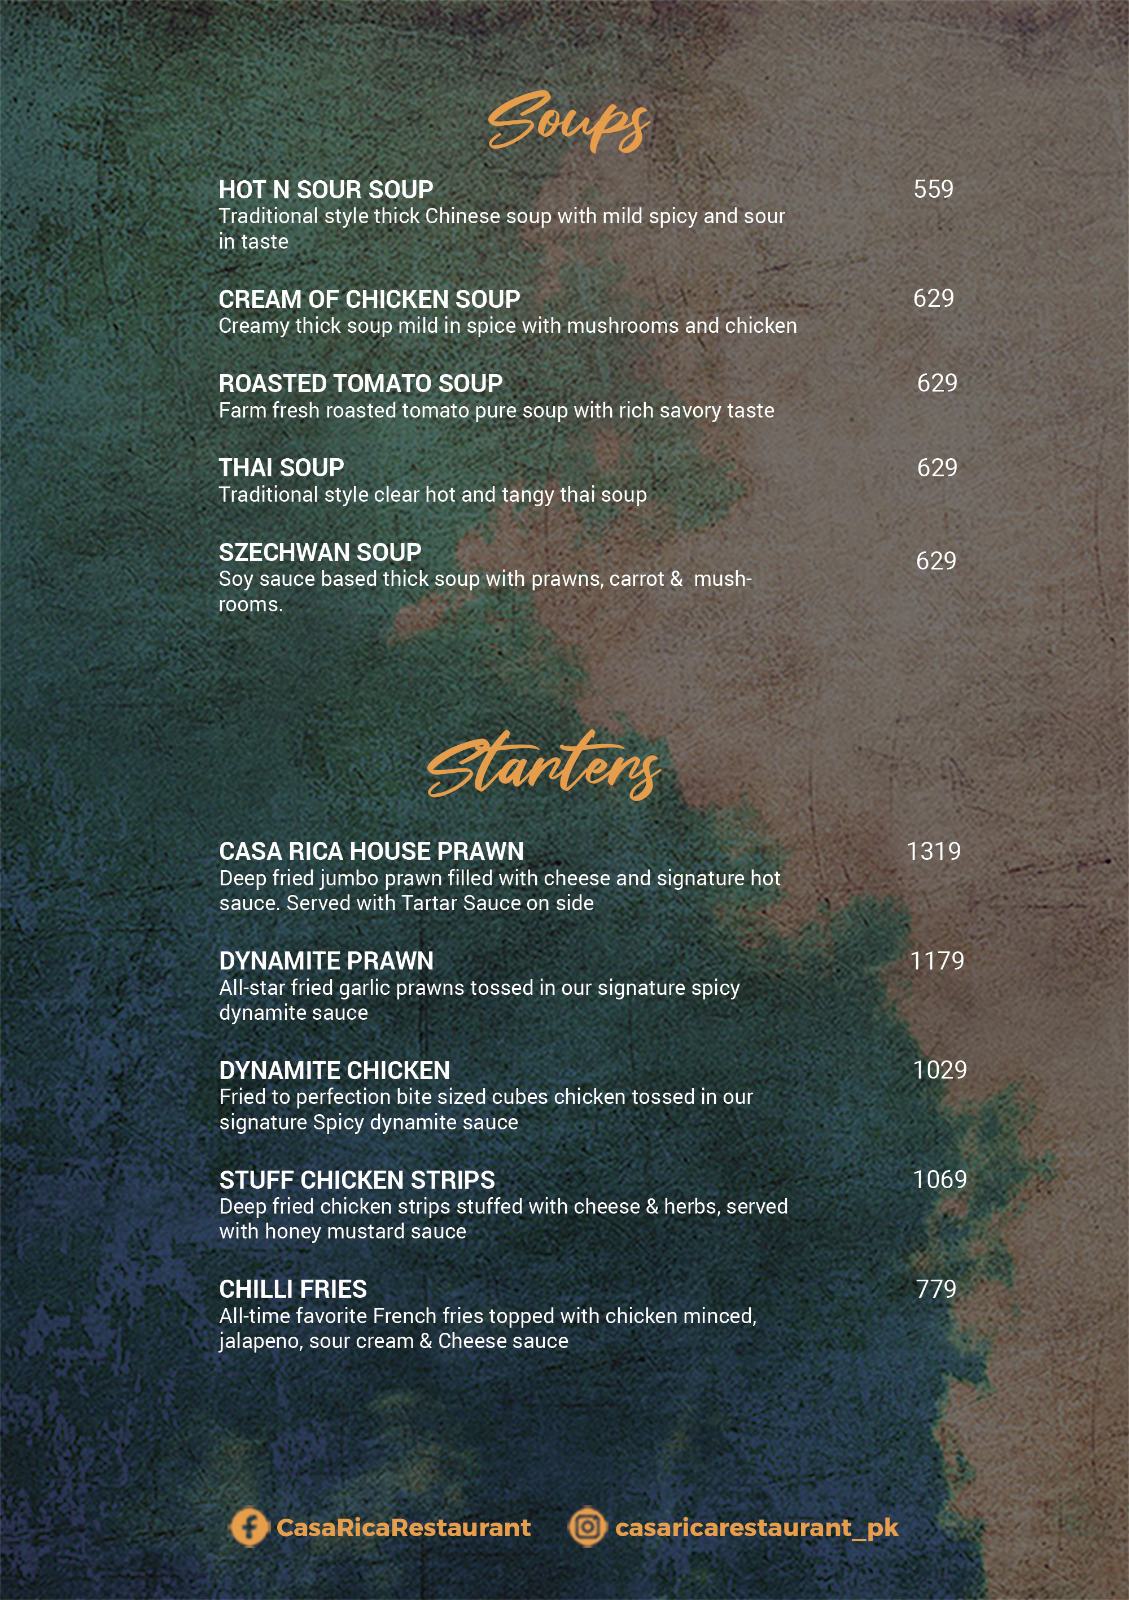 Soups
HOT N SOUR SOUP 559
Traditional style thick Chinese soup with mild spicy and sour
in taste
CREAM OF CHICKEN SOUP 629
Creamy thick soup mild in spice with mushrooms and chicken
ROASTED TOMATO SOUP 629
Farm fresh roasted tomato pure soup with rich savory taste
THAI SOUP 629
Traditional style clear hot and tangy thai soup
SZECHWAN SOUP 629
Soy sauce based thick soup with prawns, carrot &  mush-
rooms.
Starters
CASA RICA HOUSE PRAWN 1319
Deep fried jumbo prawn filled with cheese and signature hot
sauce. Served with Tartar Sauce on side
DYNAMITE PRAWN 1179
All-star fried garlic prawns tossed in our signature spicy
dynamite sauce
DYNAMITE CHICKEN 1029
Fried to perfection bite sized cubes chicken tossed in our
signature Spicy dynamite sauce
STUFF CHICKEN STRIPS 1069
Deep fried chicken strips stuffed with cheese & herbs, served
with honey mustard sauce
CHILLI FRIES 779
All-time favorite French fries topped with chicken minced,
jalapeno, sour cream & Cheese sauce
CasaRicaRestaurant casaricarestaurant_pk